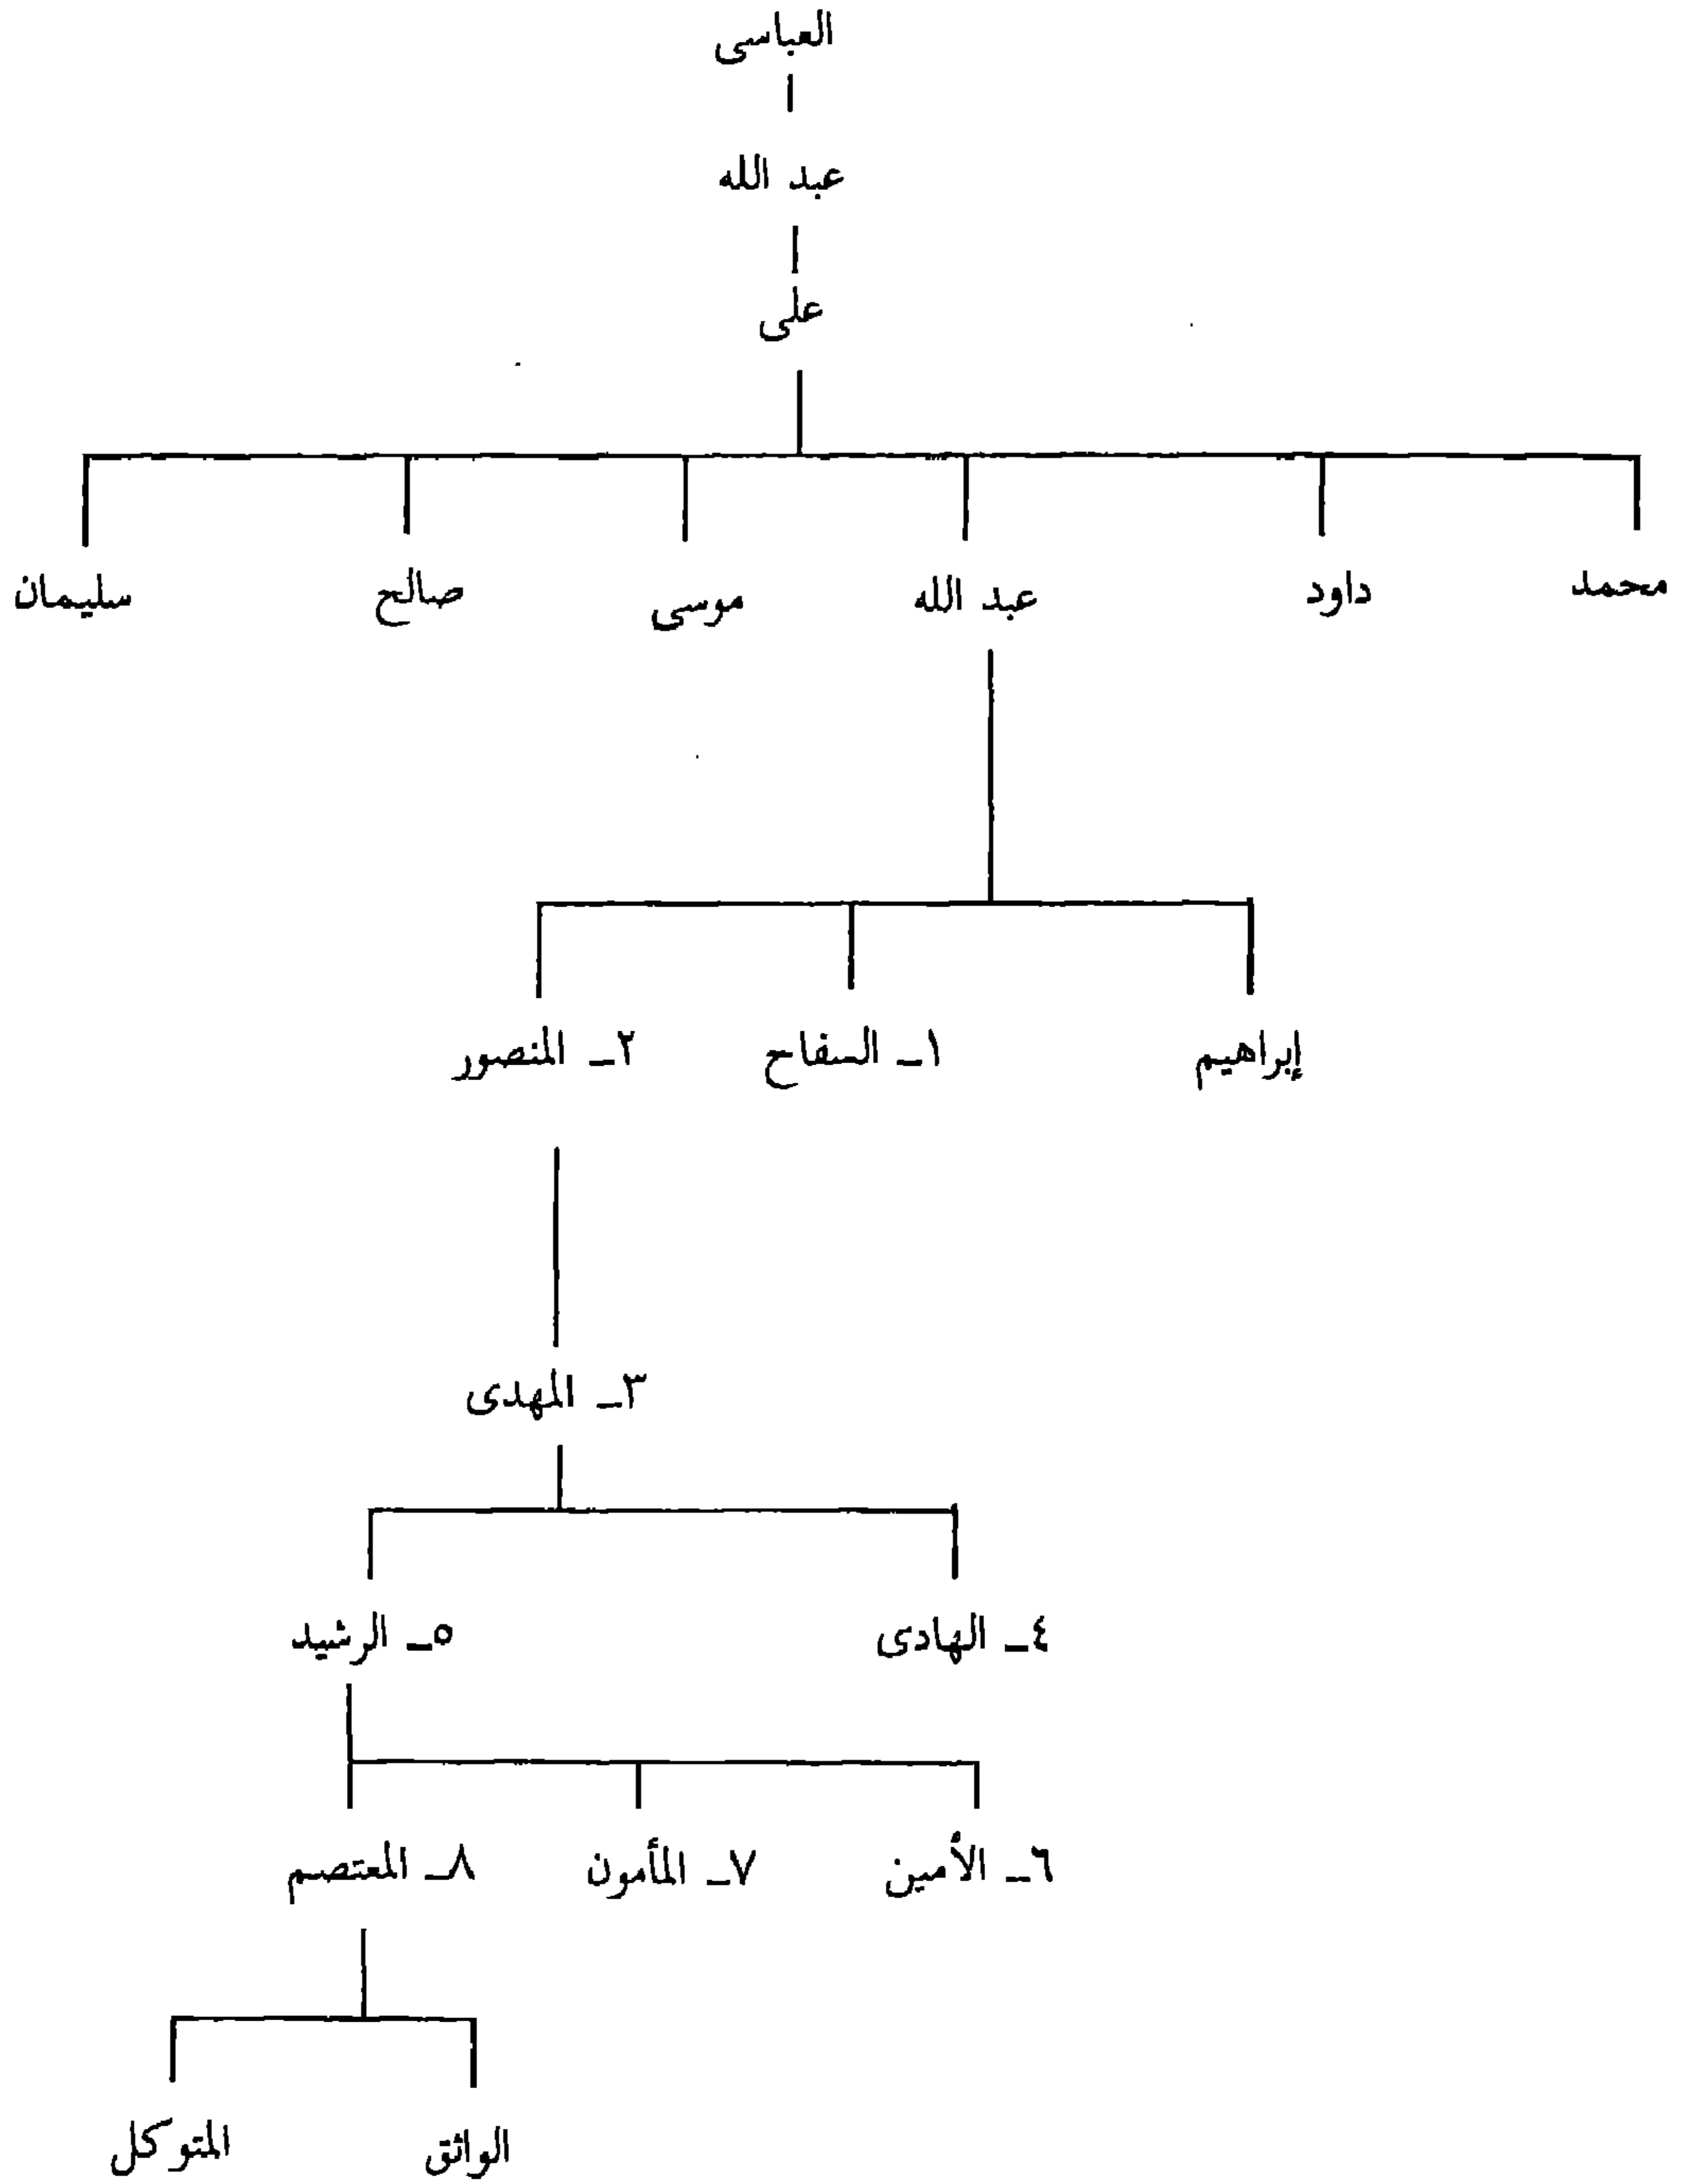 العباسى
عبد الله
على
محمد داود عبد الله موسى صالح سليمان
إبراهيم ١ـ السفاح ٢ـ المنصور
٣ـ المهدى
٤ـ الهادى ٥ـ الرشيد
٦ـ الأمين ٧ـ المأمون ٨ـ المعتصم
الواثق المتوكل